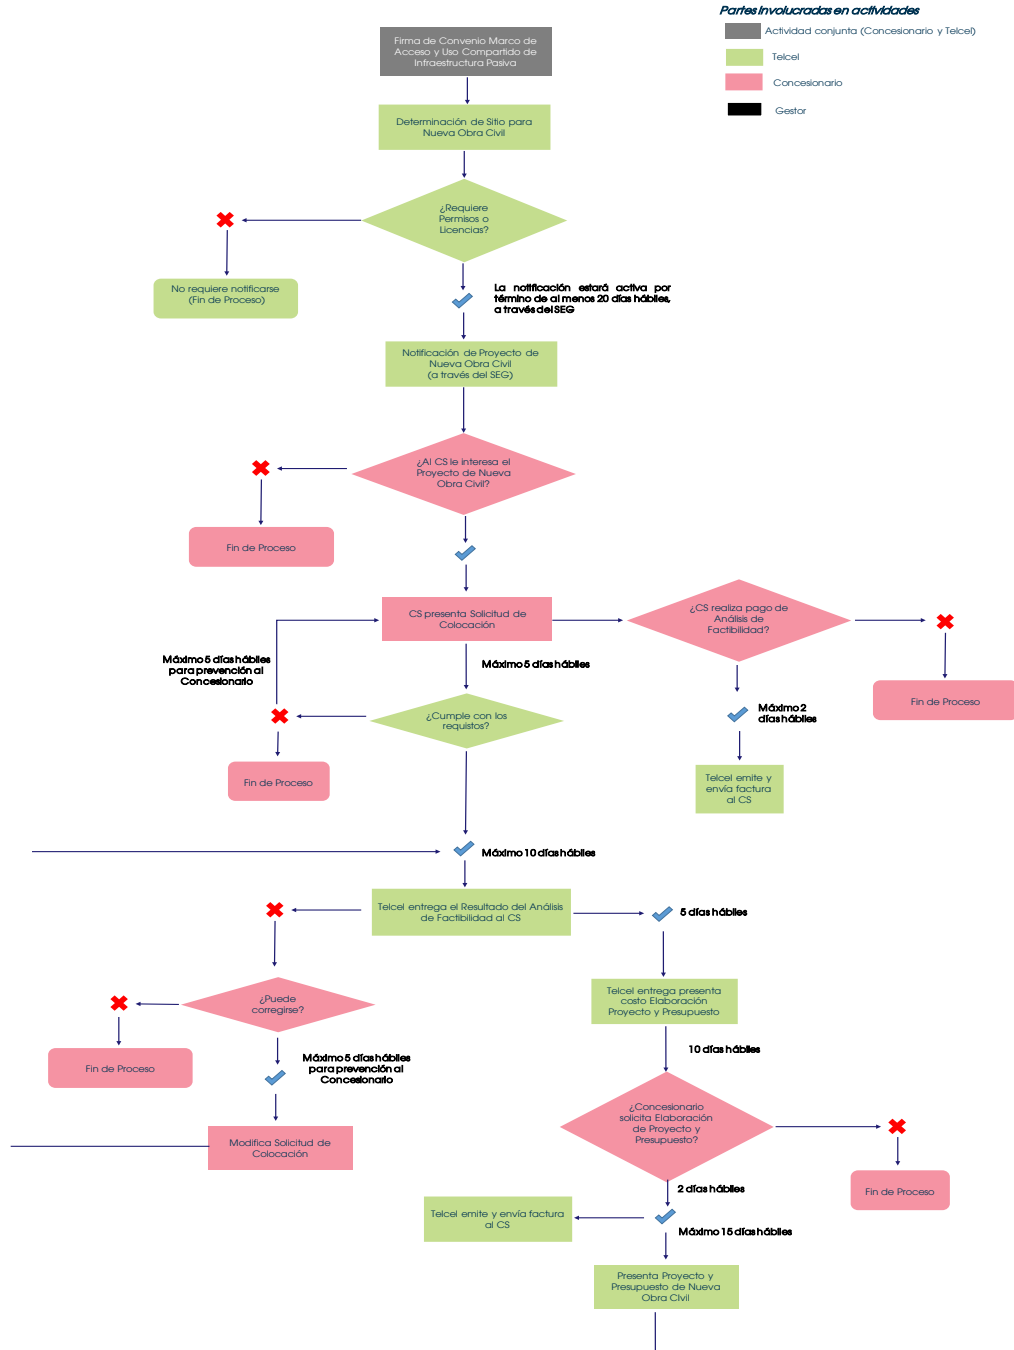 Partes involucradas en actividades
Actividad conjunta (Concesionario y Telcel)
Telcel
Concesionario
Gestor
Firma de Convenio Marco de
Acceso y Uso Compartido de
Infraestructura Pasiva
Determinación de Sitio para
Nueva Obra Civil
¿Requiere
Permisos o
Licencias?
No requiere notificarse
(Fin de Proceso)
La notificación estará activa por
término de al menos 20 días hábiles,
a través del SEG
Notificación de Proyecto de
Nueva Obra Civil
(a través del SEG)
¿Al CS le interesa el
Proyecto de Nueva
Obra Civil?
Fin de Proceso
CS presenta Solicitud de
Colocación
¿CS realiza pago de
Análisis de
Factibilidad?
Fin de Proceso
Máximo 5 días hábiles
para prevención al
Concesionario
Máximo 5 días hábiles
¿Cumple con los
requistos?
Fin de Proceso
Máximo 2
días hábiles
Telcel emite y
envía factura
al CS
Máximo 10 días hábiles
Telcel entrega el Resultado del Análisis
de Factibilidad al CS
5 días hábiles
¿Puede
corregirse?
Fin de Proceso
Máximo 5 días hábiles
para prevención al
Concesionario
Modifica Solicitud de
Colocación
Telcel entrega presenta
costo Elaboración
Proyecto y Presupuesto
10 días hábiles
¿Concesionario
solicita Elaboración
de Proyecto y
Presupuesto?
Fin de Proceso
2 días hábiles
Telcel emite y envía factura
al CS
Máximo 15 días hábiles
Presenta Proyecto y
Presupuesto de Nueva
Obra Civil